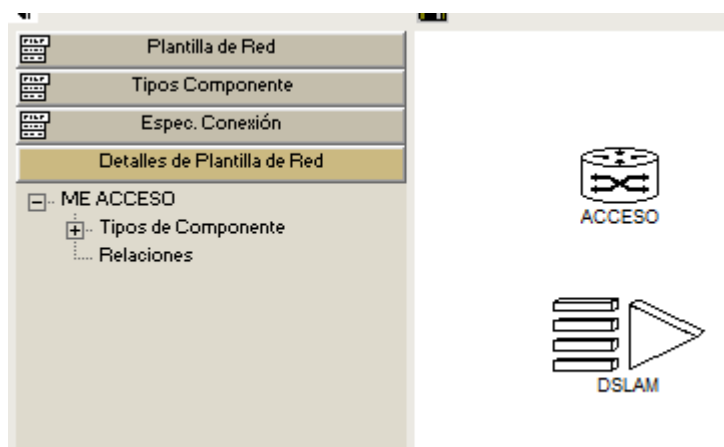 Plantilla de Red
Tipos Componente
Espec. Conexión
Detalles de Plantilla de Red
ME ACCESO
Tipos de Componente
Relaciones
ACCESO
DSLAM